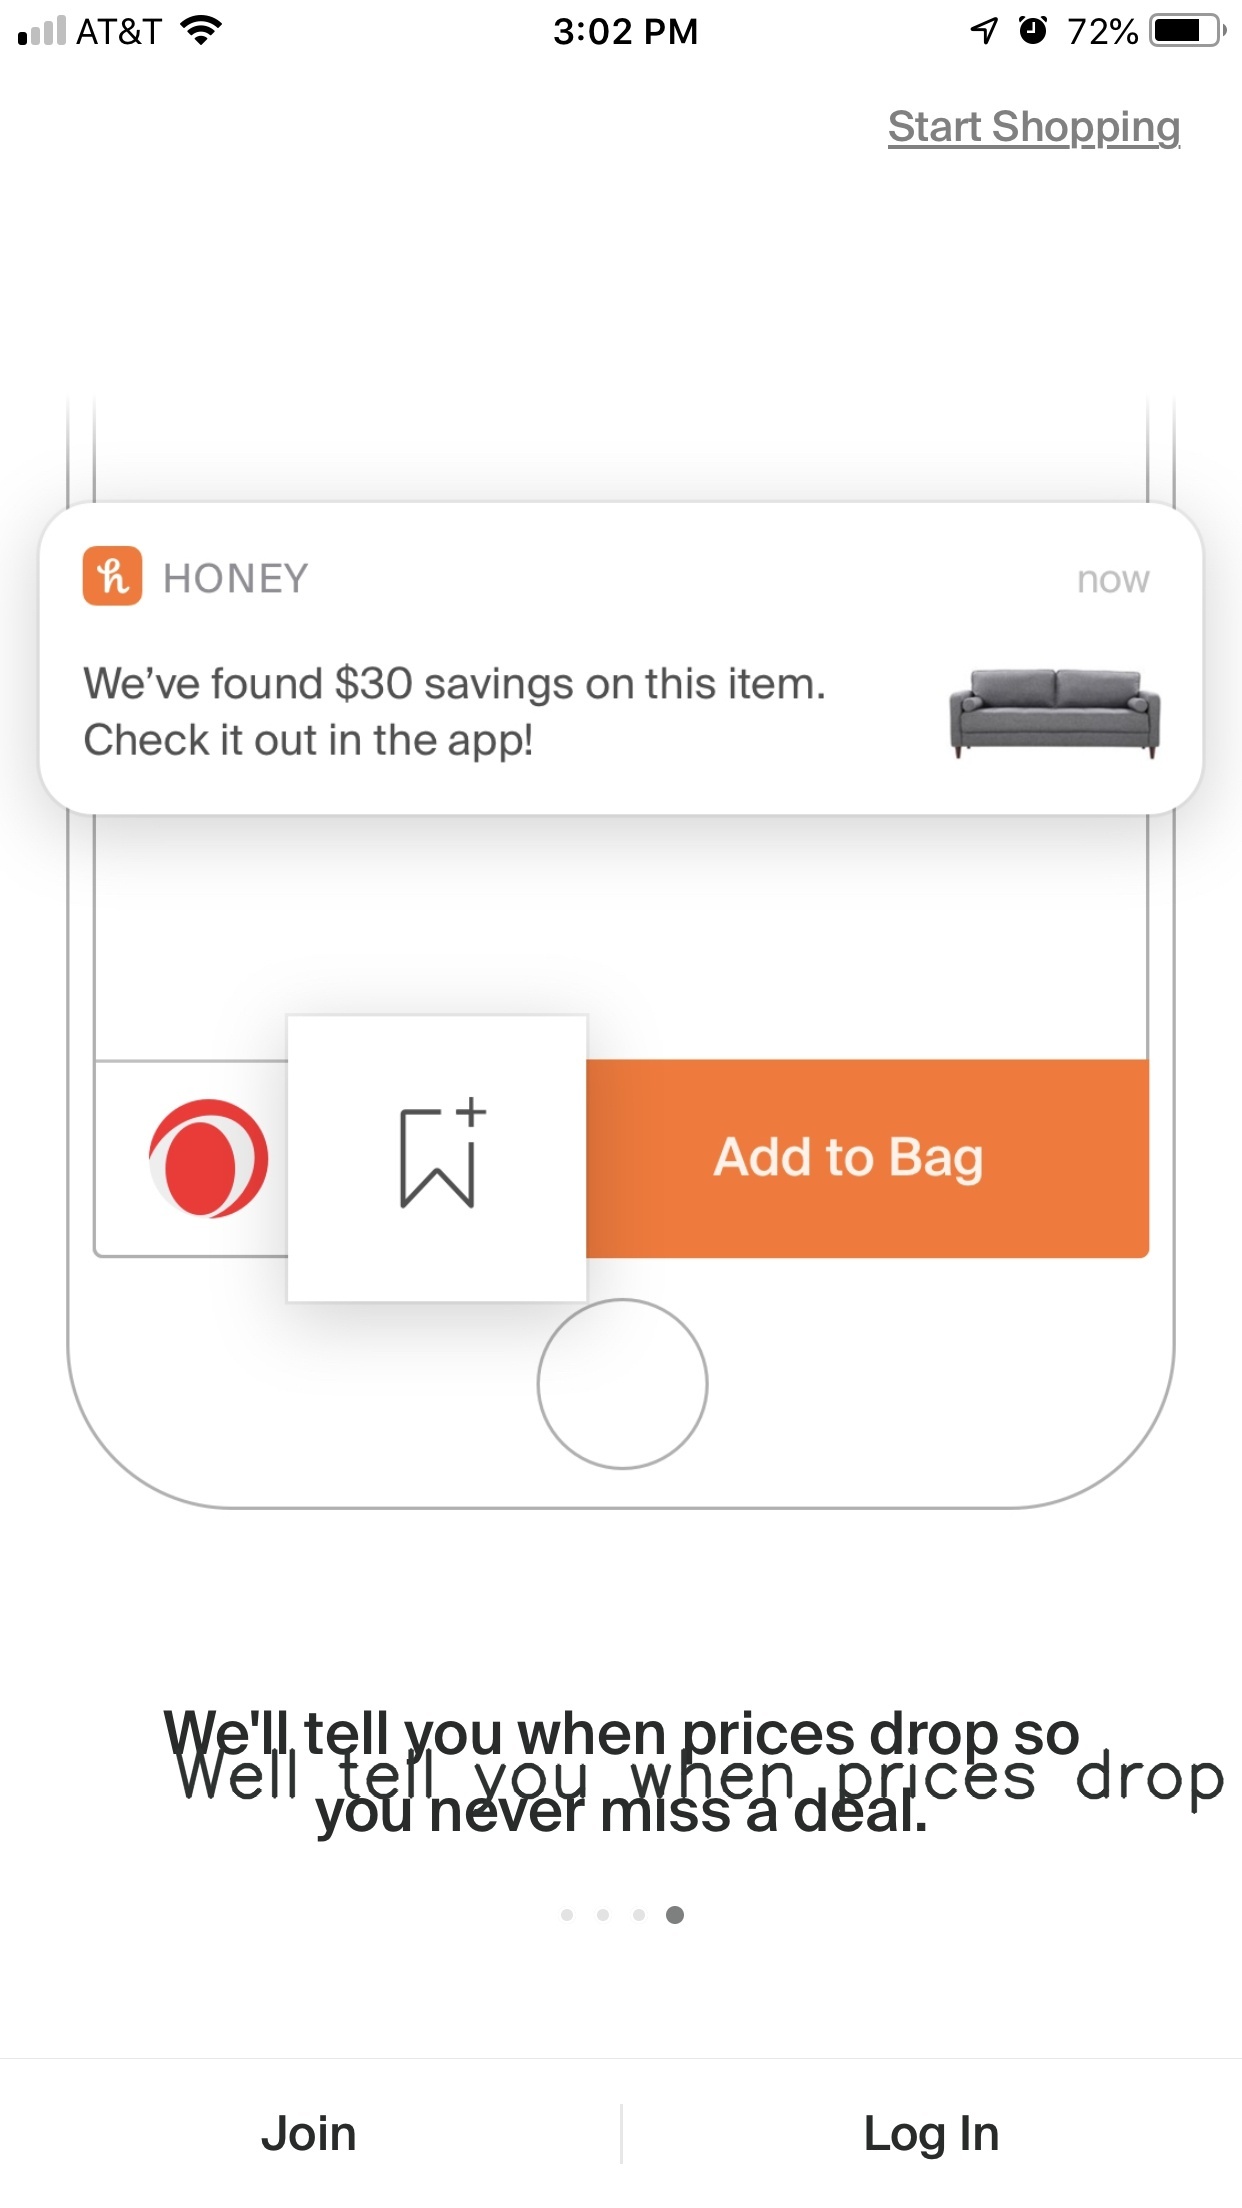 AT&T 3:02 PM 72%
Start Shopping
h HONEY now
We've found $30 savings on this item.
Check it out in the app!
Add to Bag
We'll tell you when prices drop so
Well tell you when prices drop
you never miss a deal.
Join Log In